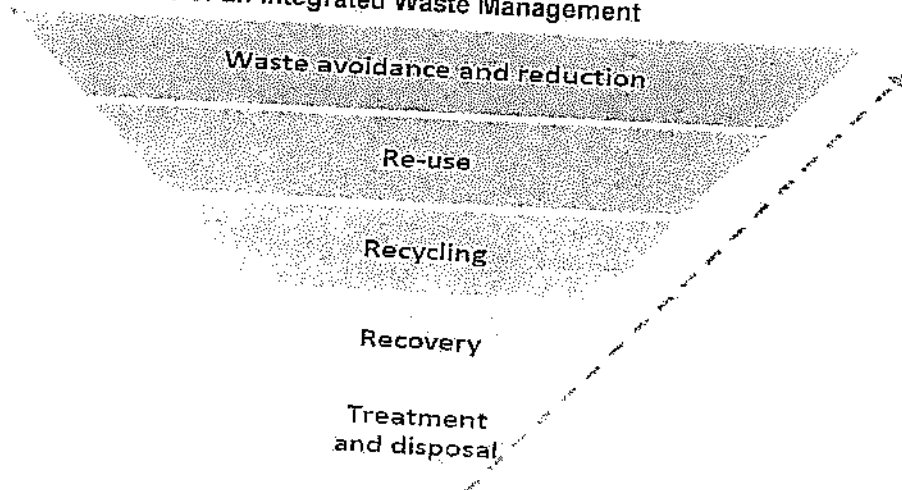 an Integrated Waste Management
Waste avoidance and reduction
Re-use
Recycling
Recovery
Treatment
and disposal